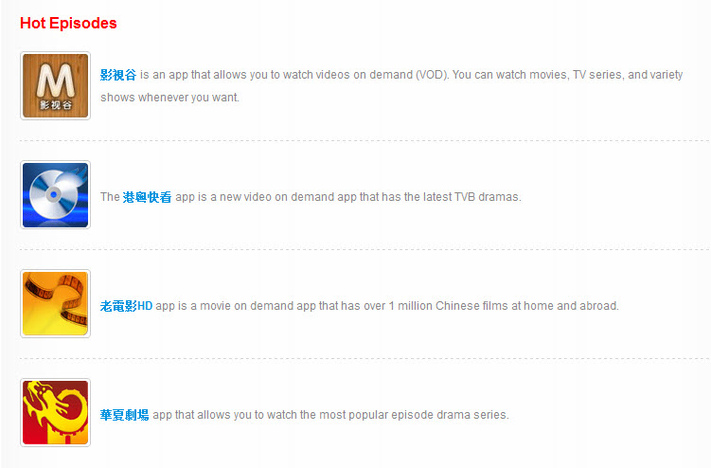 Hot Episodes
M
影视谷
影視谷 is an app that allows you to watch videos on demand (VOD). You can watch movies, TV series, and variety
shows whenever you want.
The 港粵快看 app is a new video on demand app that has the latest TVB dramas.
老電影HD app is a movie on demand app that has over 1 million Chinese films at home and abroad.
華夏劇場 app that allows you to watch the most popular episode drama series.